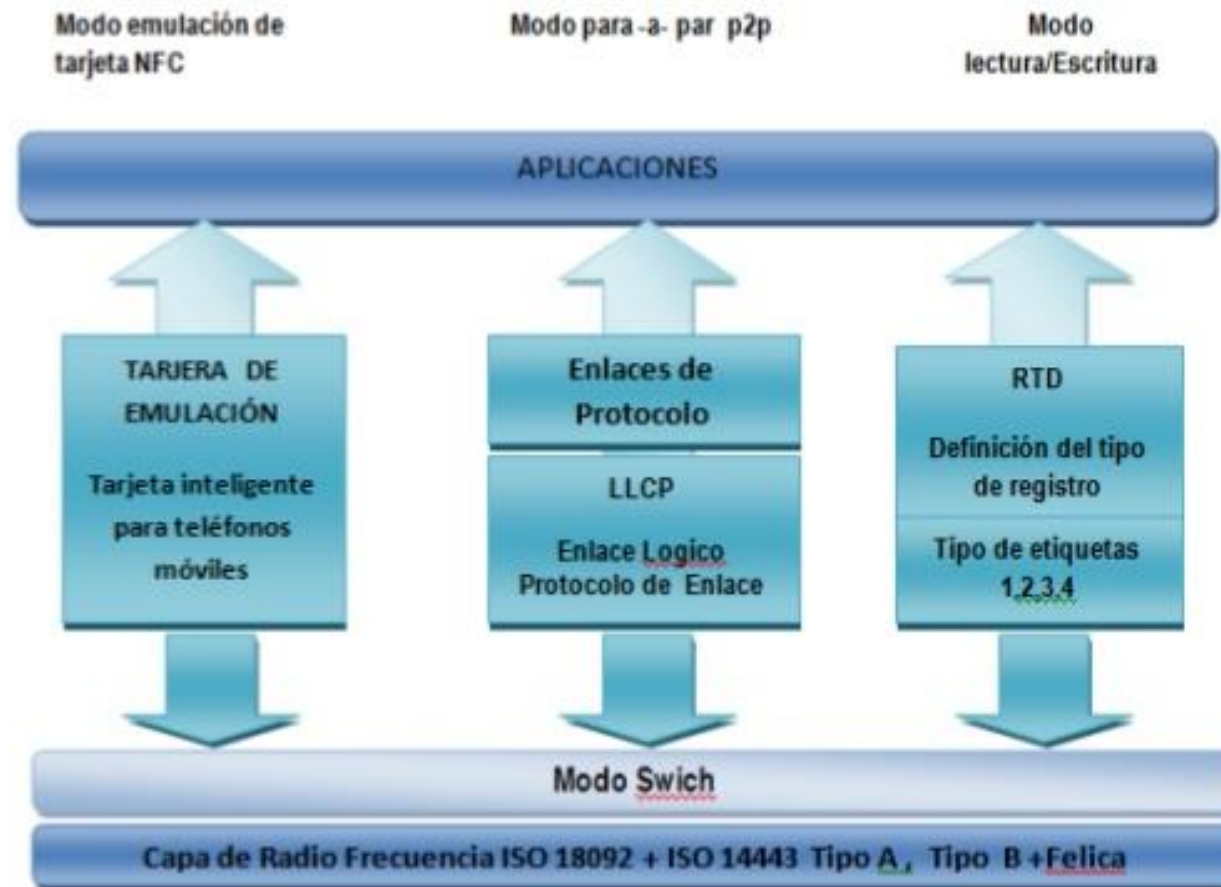 Modo emulación de
tarjeta NFC
Modo para -a- par p2p
Modo
lectura/Escritura
APLICACIONES
TARJERA DE
EMULACIÓN
Tarjeta inteligente
para teléfonos
móviles
Enlaces de
Protocolo
LLCP
Enlace Logico
Protocolo de Enlace
RTD
Definición del tipo
de registro
Tipo de etiquetas
1,2,3,4
Modo Swich
Capa de Radio Frecuencia ISO 18092 + ISO 14443 Tipo A , Tipo B +Felica